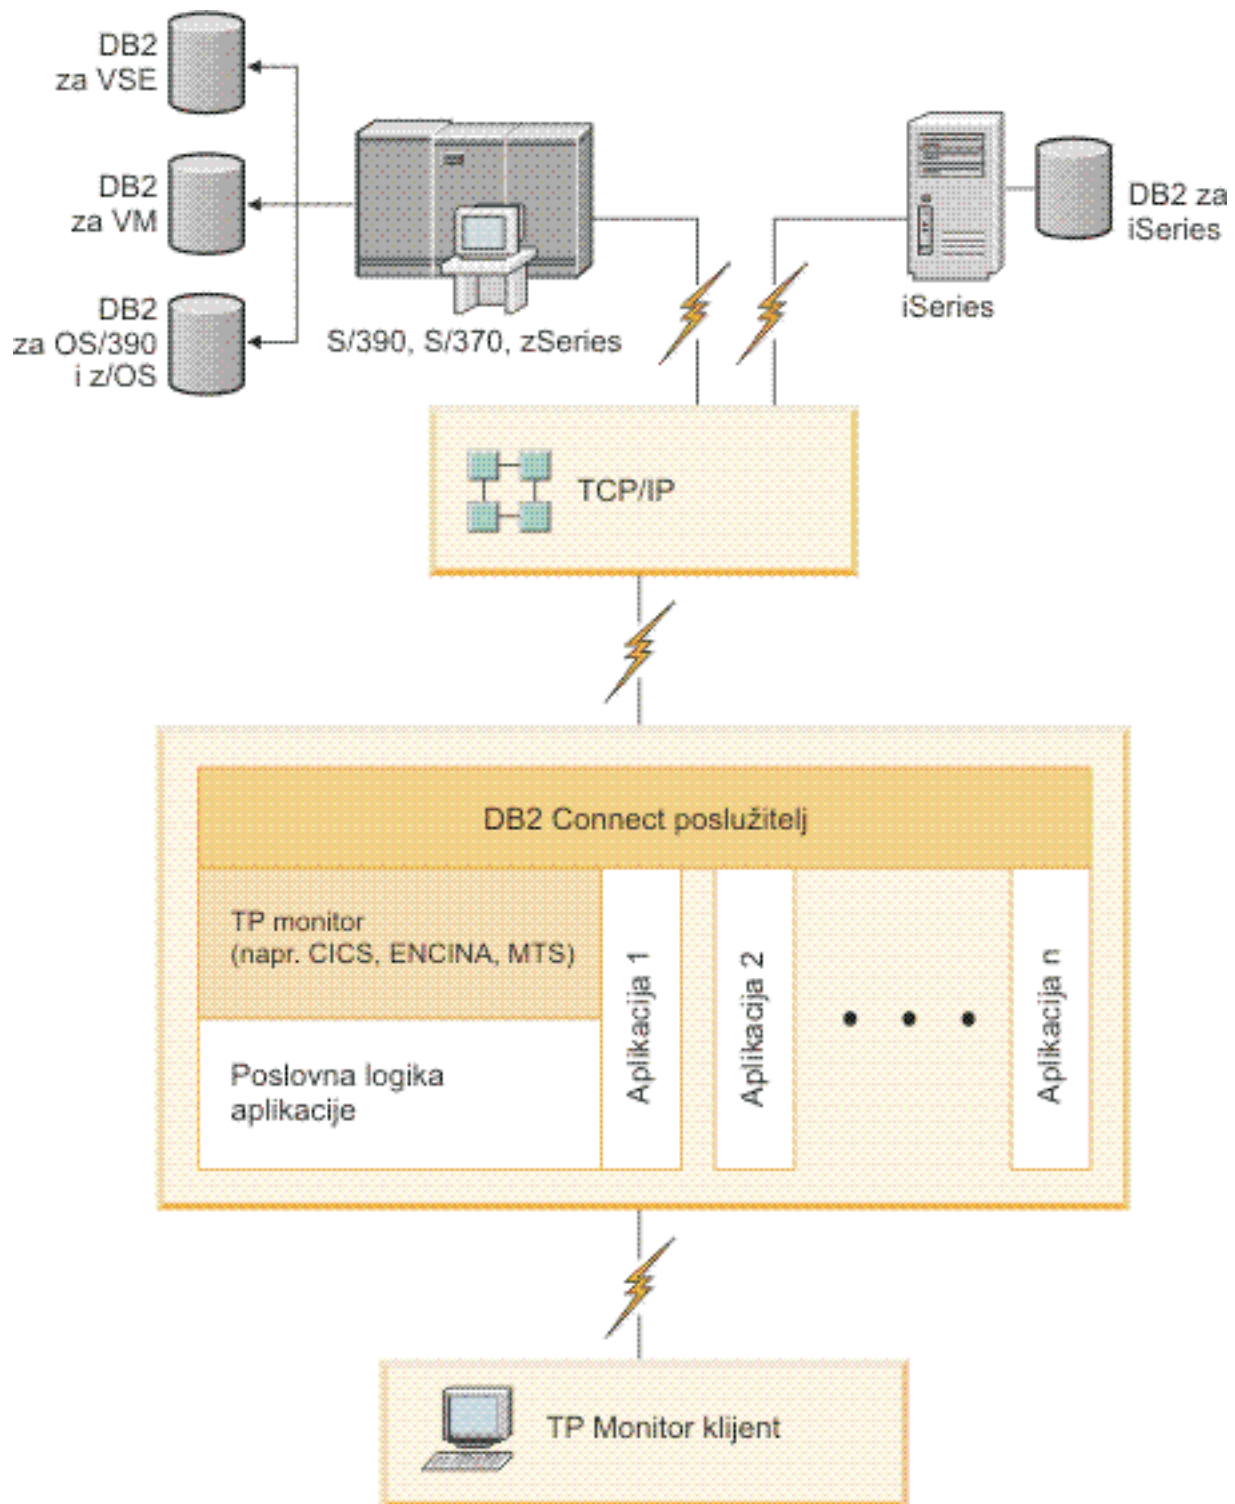 DB2
za VSE
DB2
za VM
DB2
za OS/390
i z/OS
S/390, S/370, zSeries
iSeries
DB2 za
iSeries
TCP/IP
DB2 Connect poslužitelj
TP monitor
(napr. CICS, ENCINA, MTS)
Poslovna logika
aplikacije
Aplikacija 1
Aplikacija 2
Aplikacija n
TP Monitor klijent